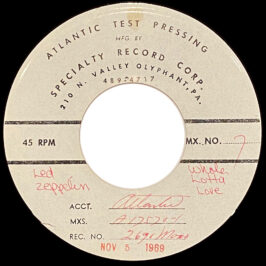 ATLANTIC TEST PRESSING
MFG. BY
SPECIALTY RECORD CORP.
210 N. VALLEY OLYPHANT, PA.
45 RPM
MX. NO. 7
Led
Zeppelin
Whole
Lotta
Love
ACCT. Atlantic
MXS.
REC. NO.
NOV 5 1969